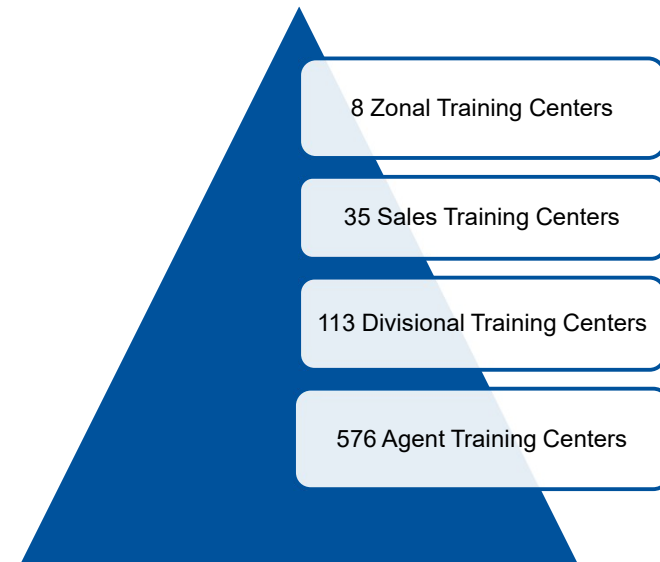 8 Zonal Training Centers
35 Sales Training Centers
113 Divisional Training Centers
576 Agent Training Centers